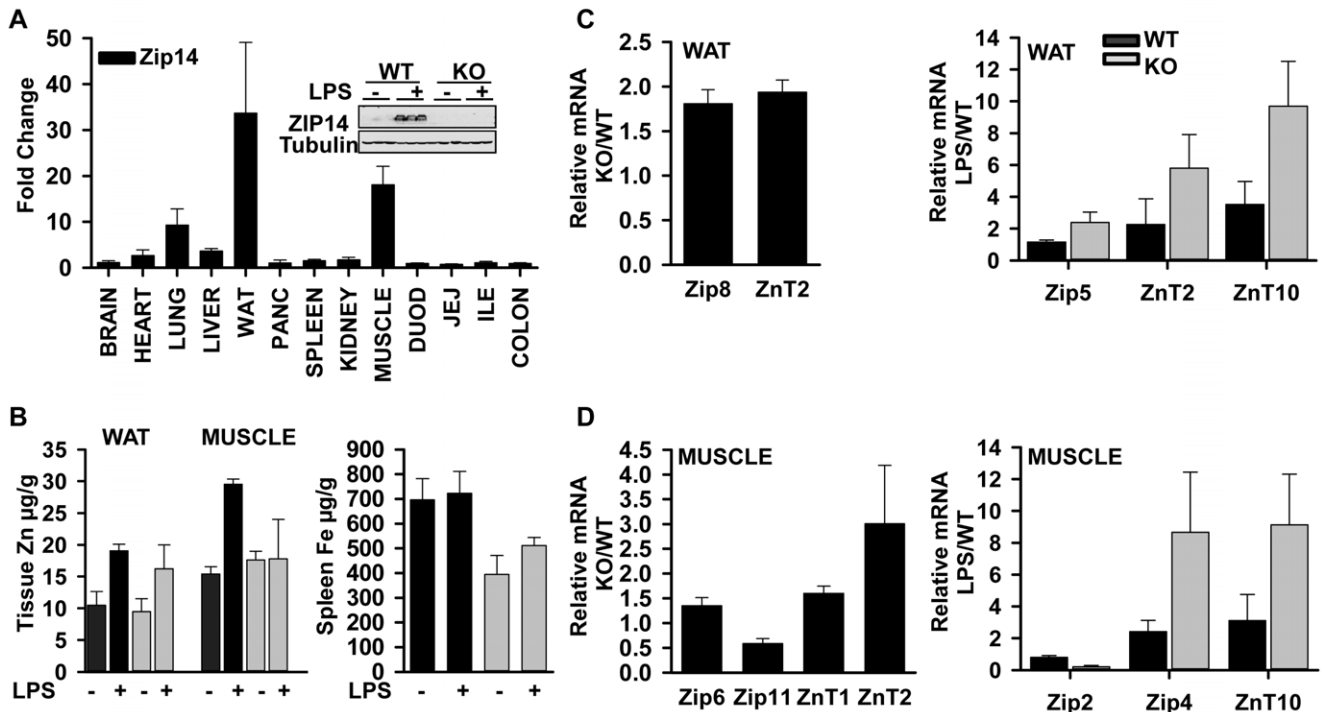 A
Fold Change
50
40
30
20
10
0
Zip14
WT KO
LPS - + - +
ZIP14
Tubulin
BRAIN
HEART
LUNG
LIVER
WAT
PANC
SPLEEN
KIDNEY
MUSCLE
DUOD
JEJ
ILE
COLON
B
Tissue Zn µg/g
35
30
25
20
15
10
5
0
WAT MUSCLE
LPS - + - + - + - +
Spleen Fe µg/g
900
800
700
600
500
400
300
200
100
0
LPS - + - +
C
Relative mRNA
KO/WT
2.5
2.0
1.5
1.0
0.5
0.0
WAT
Zip8 ZnT2
Relative mRNA
LPS/WT
14
12
10
8
6
4
2
0
WAT
WT
KO
Zip5 ZnT2 ZnT10
D
Relative mRNA
KO/WT
4.5
4.0
3.5
3.0
2.5
2.0
1.5
1.0
0.5
0.0
MUSCLE
Zip6 Zip11 ZnT1 ZnT2
Relative mRNA
LPS/WT
14
12
10
8
6
4
2
0
MUSCLE
Zip2 Zip4 ZnT10